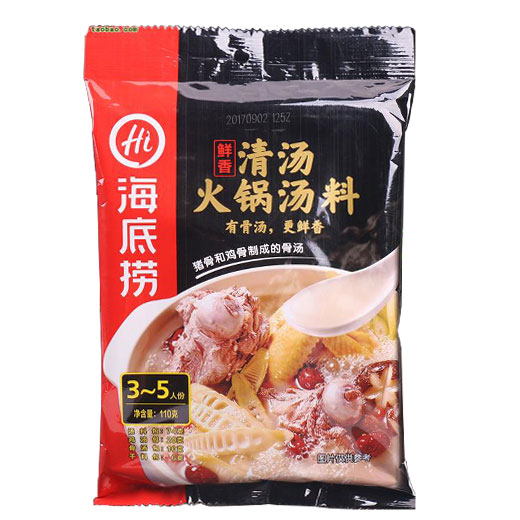 taobao.com
20170902 125Z
Hi
海底捞
鲜香
清汤
火锅汤料
有骨汤，更鲜香
猪骨和鸡骨制成的骨汤
3~5人份
净含量：110克
图片仅供参考